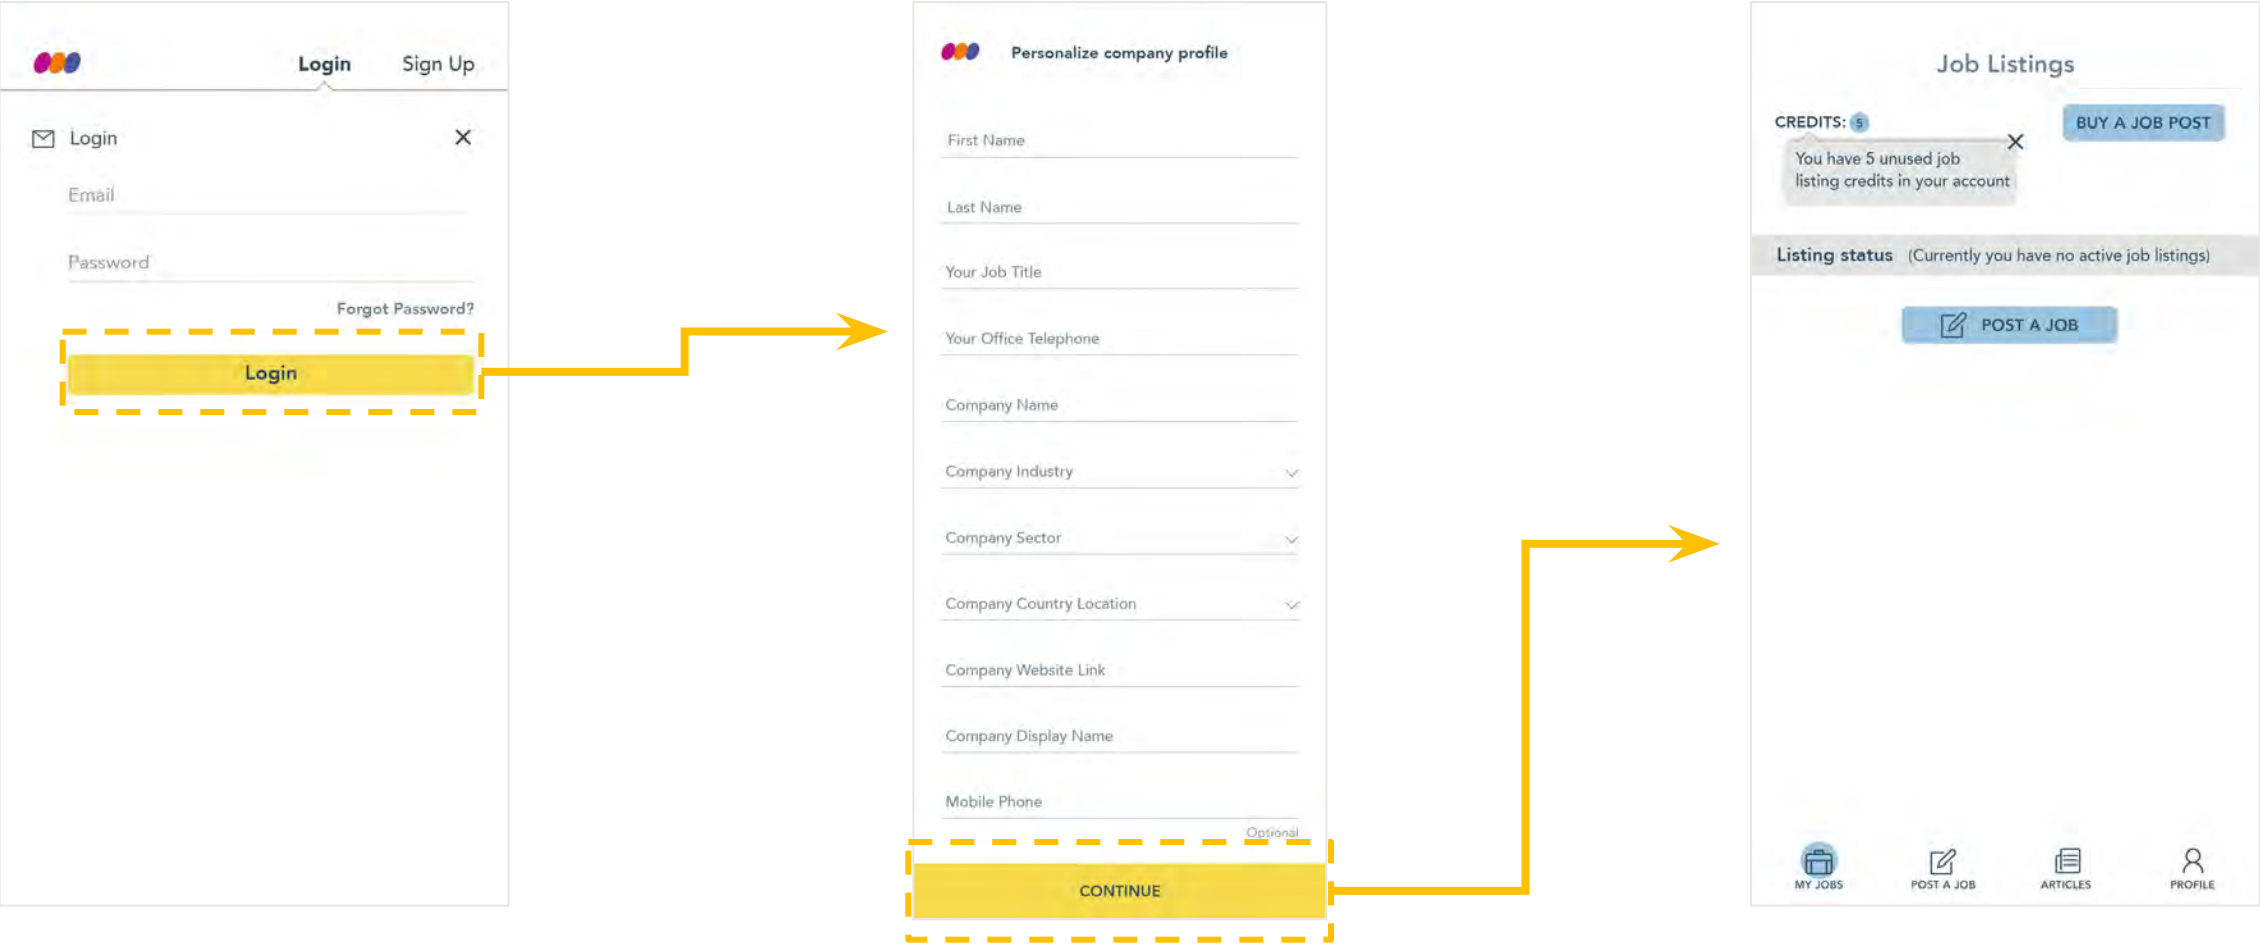 Login
Sign Up
Login
Email
Password
Forgot Password?
Login
Personalize company profile
First Name
Last Name
Your Job Title
Your Office Telephone
Company Name
Company Industry
Company Sector
Company Country Location
Company Website Link
Company Display Name
Mobile Phone
Optional
CONTINUE
Job Listings
CREDITS: 5
BUY A JOB POST
You have 5 unused job
listing credits in your account
Listing status (Currently you have no active job listings)
POST A JOB
MY JOBS
POST A JOB
ARTICLES
PROFILE